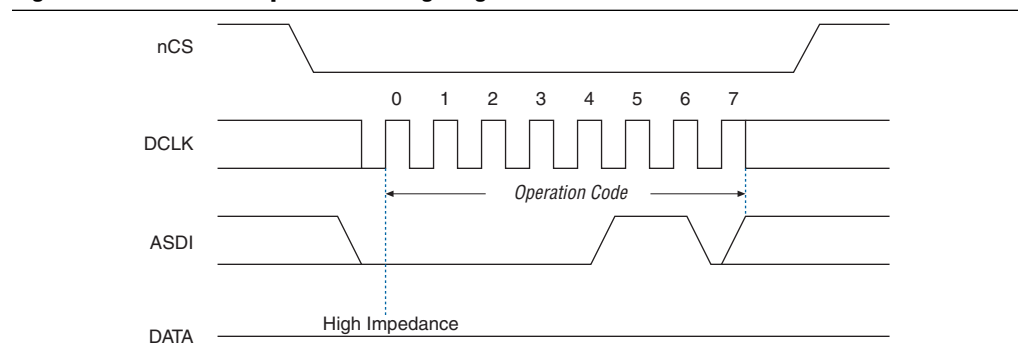 nCS
0 1 2 3 4 5 6 7
DCLK
Operation Code
ASDI
High Impedance
DATA